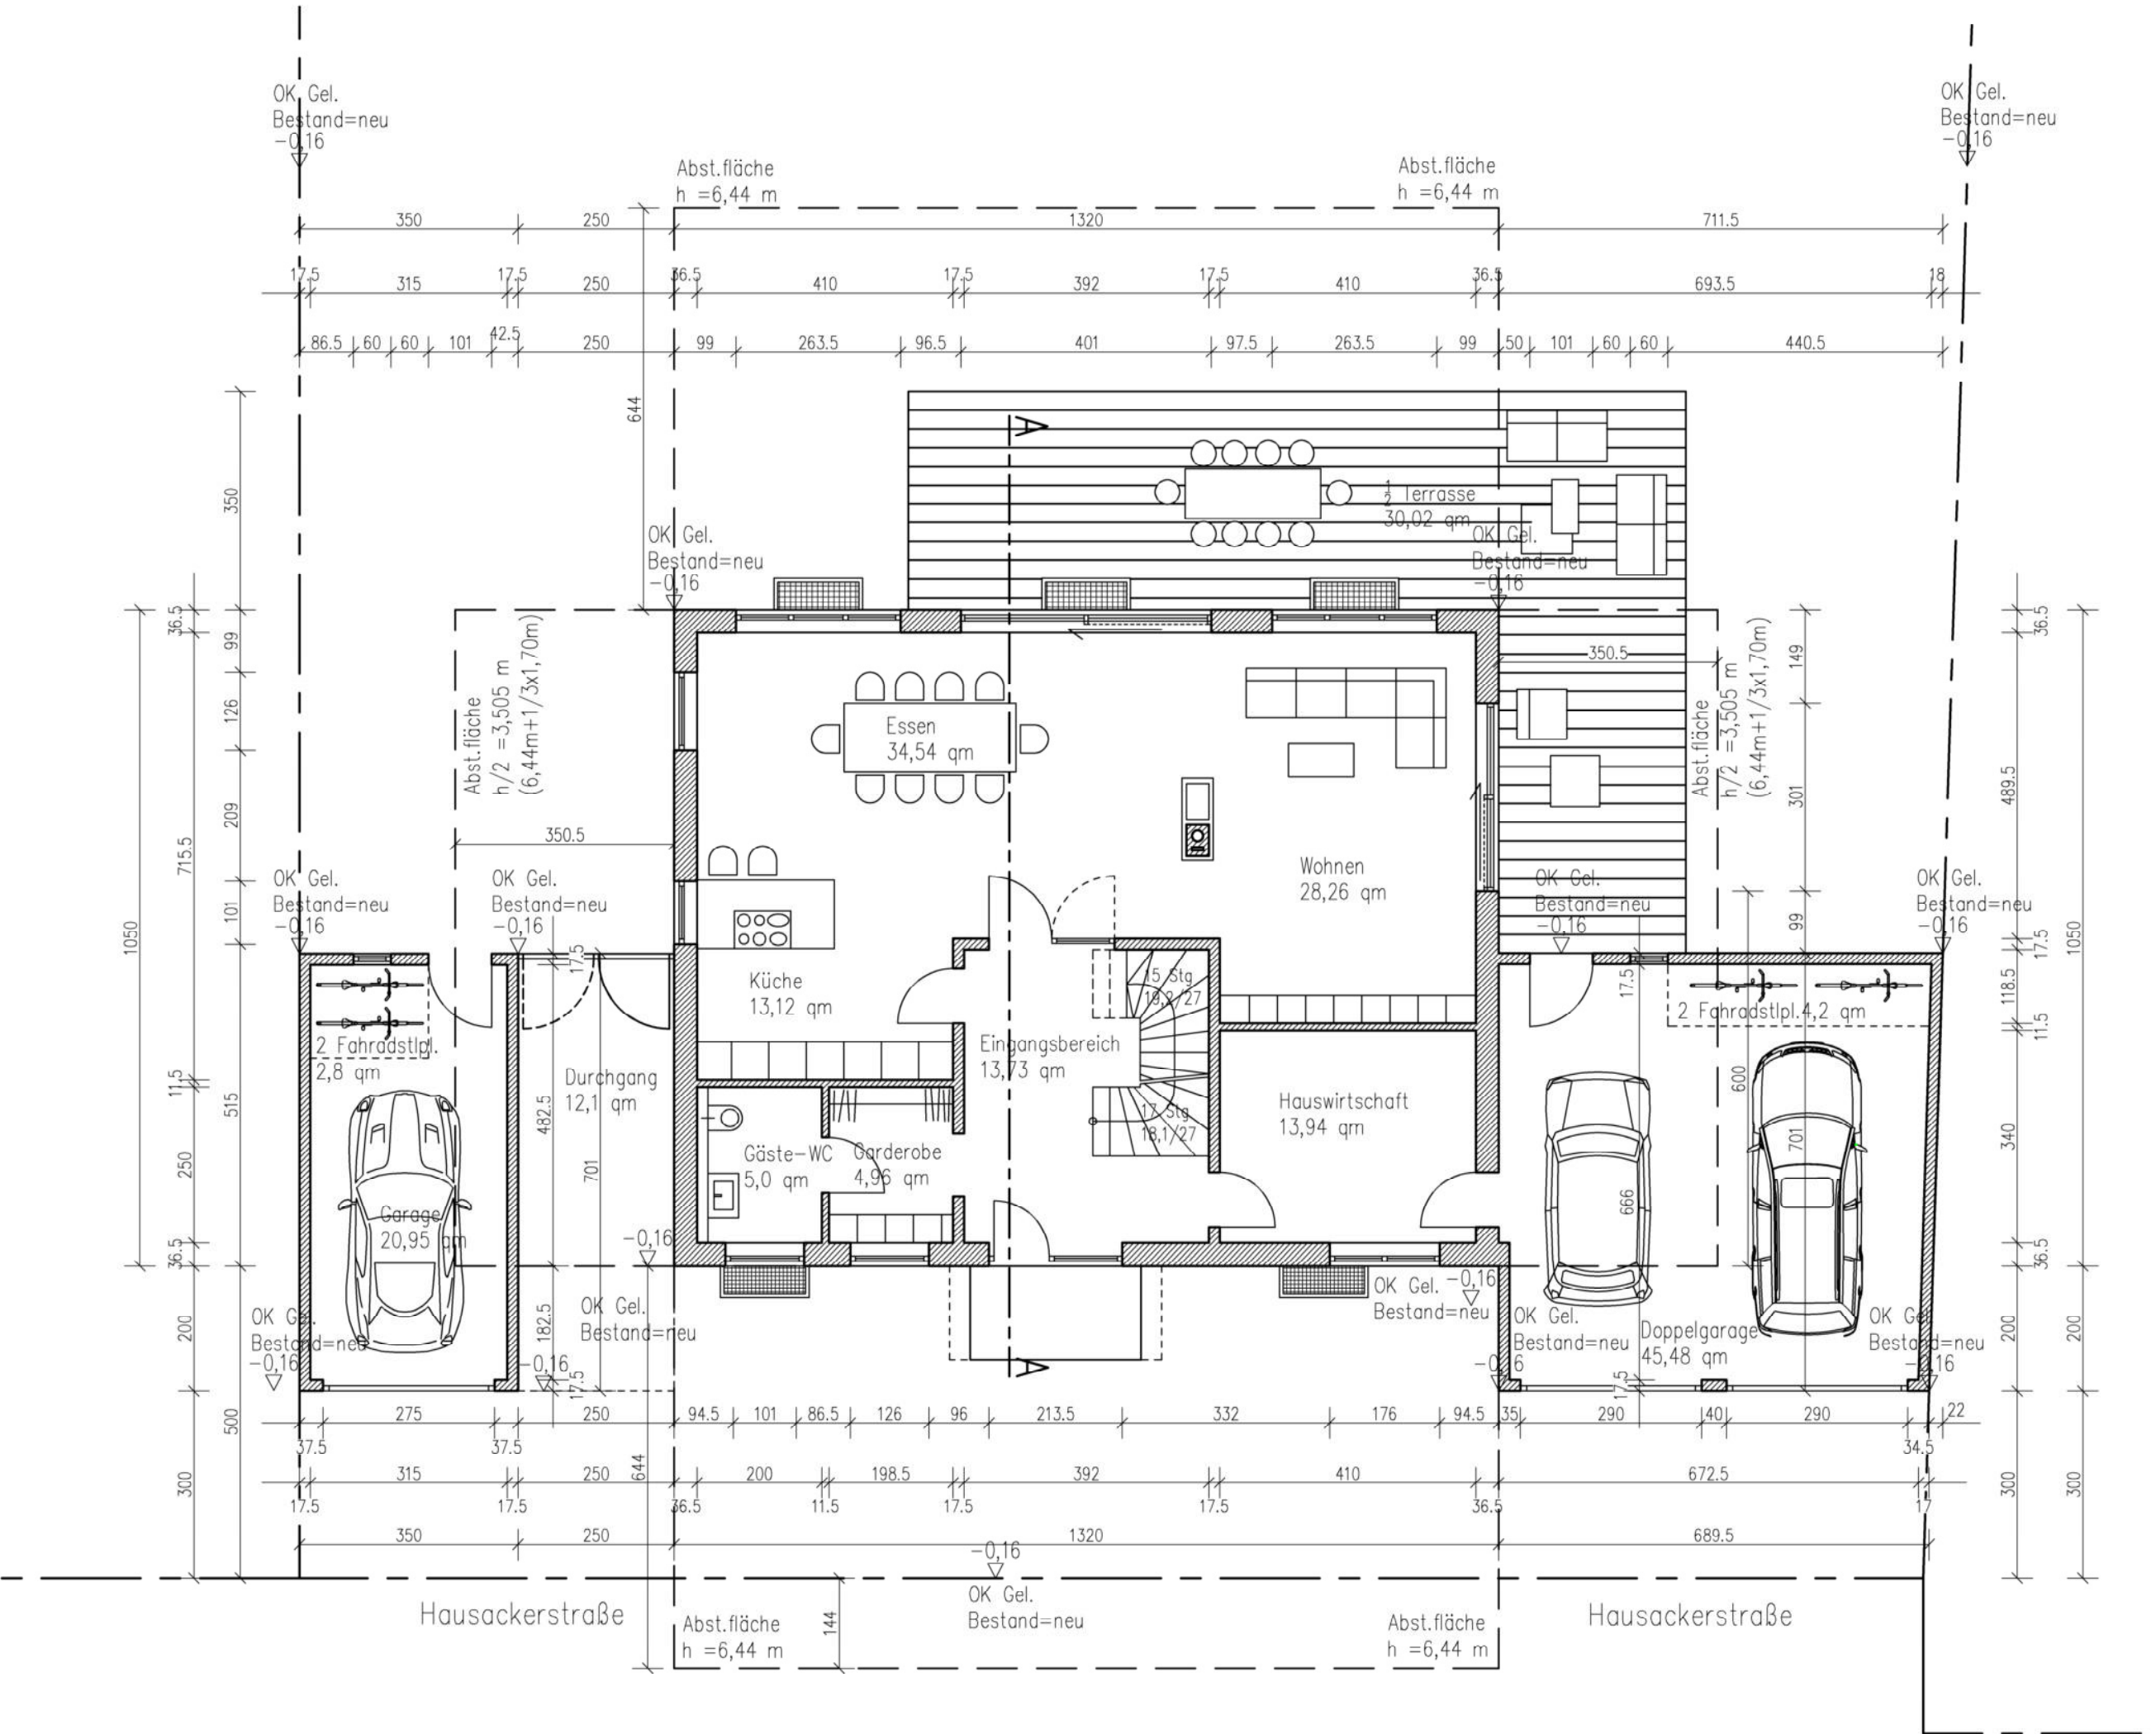 OK Gel.
Bestand=neu
-0,16
OK Gel.
Bestand=neu
-0,16
Abst.fläche
h =6,44 m
Abst.fläche
h =6,44 m
350 250 1320 711.5
17.5 315 17.5 250 36.5 410 17.5 392 17.5 410 36.5 693.5 18
86.5 60 60 101 42.5 250 99 263.5 96.5 401 97.5 263.5 99 50 101 60 60 440.5
644
350
A
½ Terrasse
30,02 qm
OK Gel.
Bestand=neu
-0,16
OK Gel.
Bestand=neu
-0,16
1050
36.5
715.5
11.5
250
36.5
200
300
99
126
209
101
515
500
Abst.fläche
h/2 =3,505 m
(6,44m+1/3x1,70m)
350.5
Essen
34,54 qm
Wohnen
28,26 qm
350.5
Abst.fläche
h/2 =3,505 m
(6,44m+1/3x1,70m)
149
301
99
36.5
489.5
17.5
118.5
11.5
340
36.5
200
300
1050
200
300
OK Gel.
Bestand=neu
-0,16
OK Gel.
Bestand=neu
-0,16
OK Gel.
Bestand=neu
-0,16
OK Gel.
Bestand=neu
-0,16
Küche
13,12 qm
15 Stg
19,2/27
Eingangsbereich
13,73 qm
17 Stg
18,1/27
2 Fahradstlpl.
2,8 qm
17.5
Durchgang
12,1 qm
482.5
701
182.5
17.5
Gäste-WC
5,0 qm
Garderobe
4,96 qm
Hauswirtschaft
13,94 qm
17.5
2 Fahradstlpl.4,2 qm
600
701
666
17.5
Garage
20,95 qm
-0,16
OK Gel.
Bestand=neu
-0,16
OK Gel.
Bestand=neu
-0,16
OK Gel.
Bestand=neu
-0,16
OK Gel.
Bestand=neu
Doppelgarage
45,48 qm
OK Gel.
Bestand=neu
A
275 250 94.5 101 86.5 126 96 213.5 332 176 94.5 35 290 40 290 22
37.5 37.5 34.5
315 250 644 200 198.5 392 410 672.5
17.5 17.5 36.5 11.5 17.5 17.5 36.5 17
350 250 1320 689.5
-0,16
OK Gel.
Bestand=neu
Hausackerstraße
Hausackerstraße
Abst.fläche
h =6,44 m
144
Abst.fläche
h =6,44 m